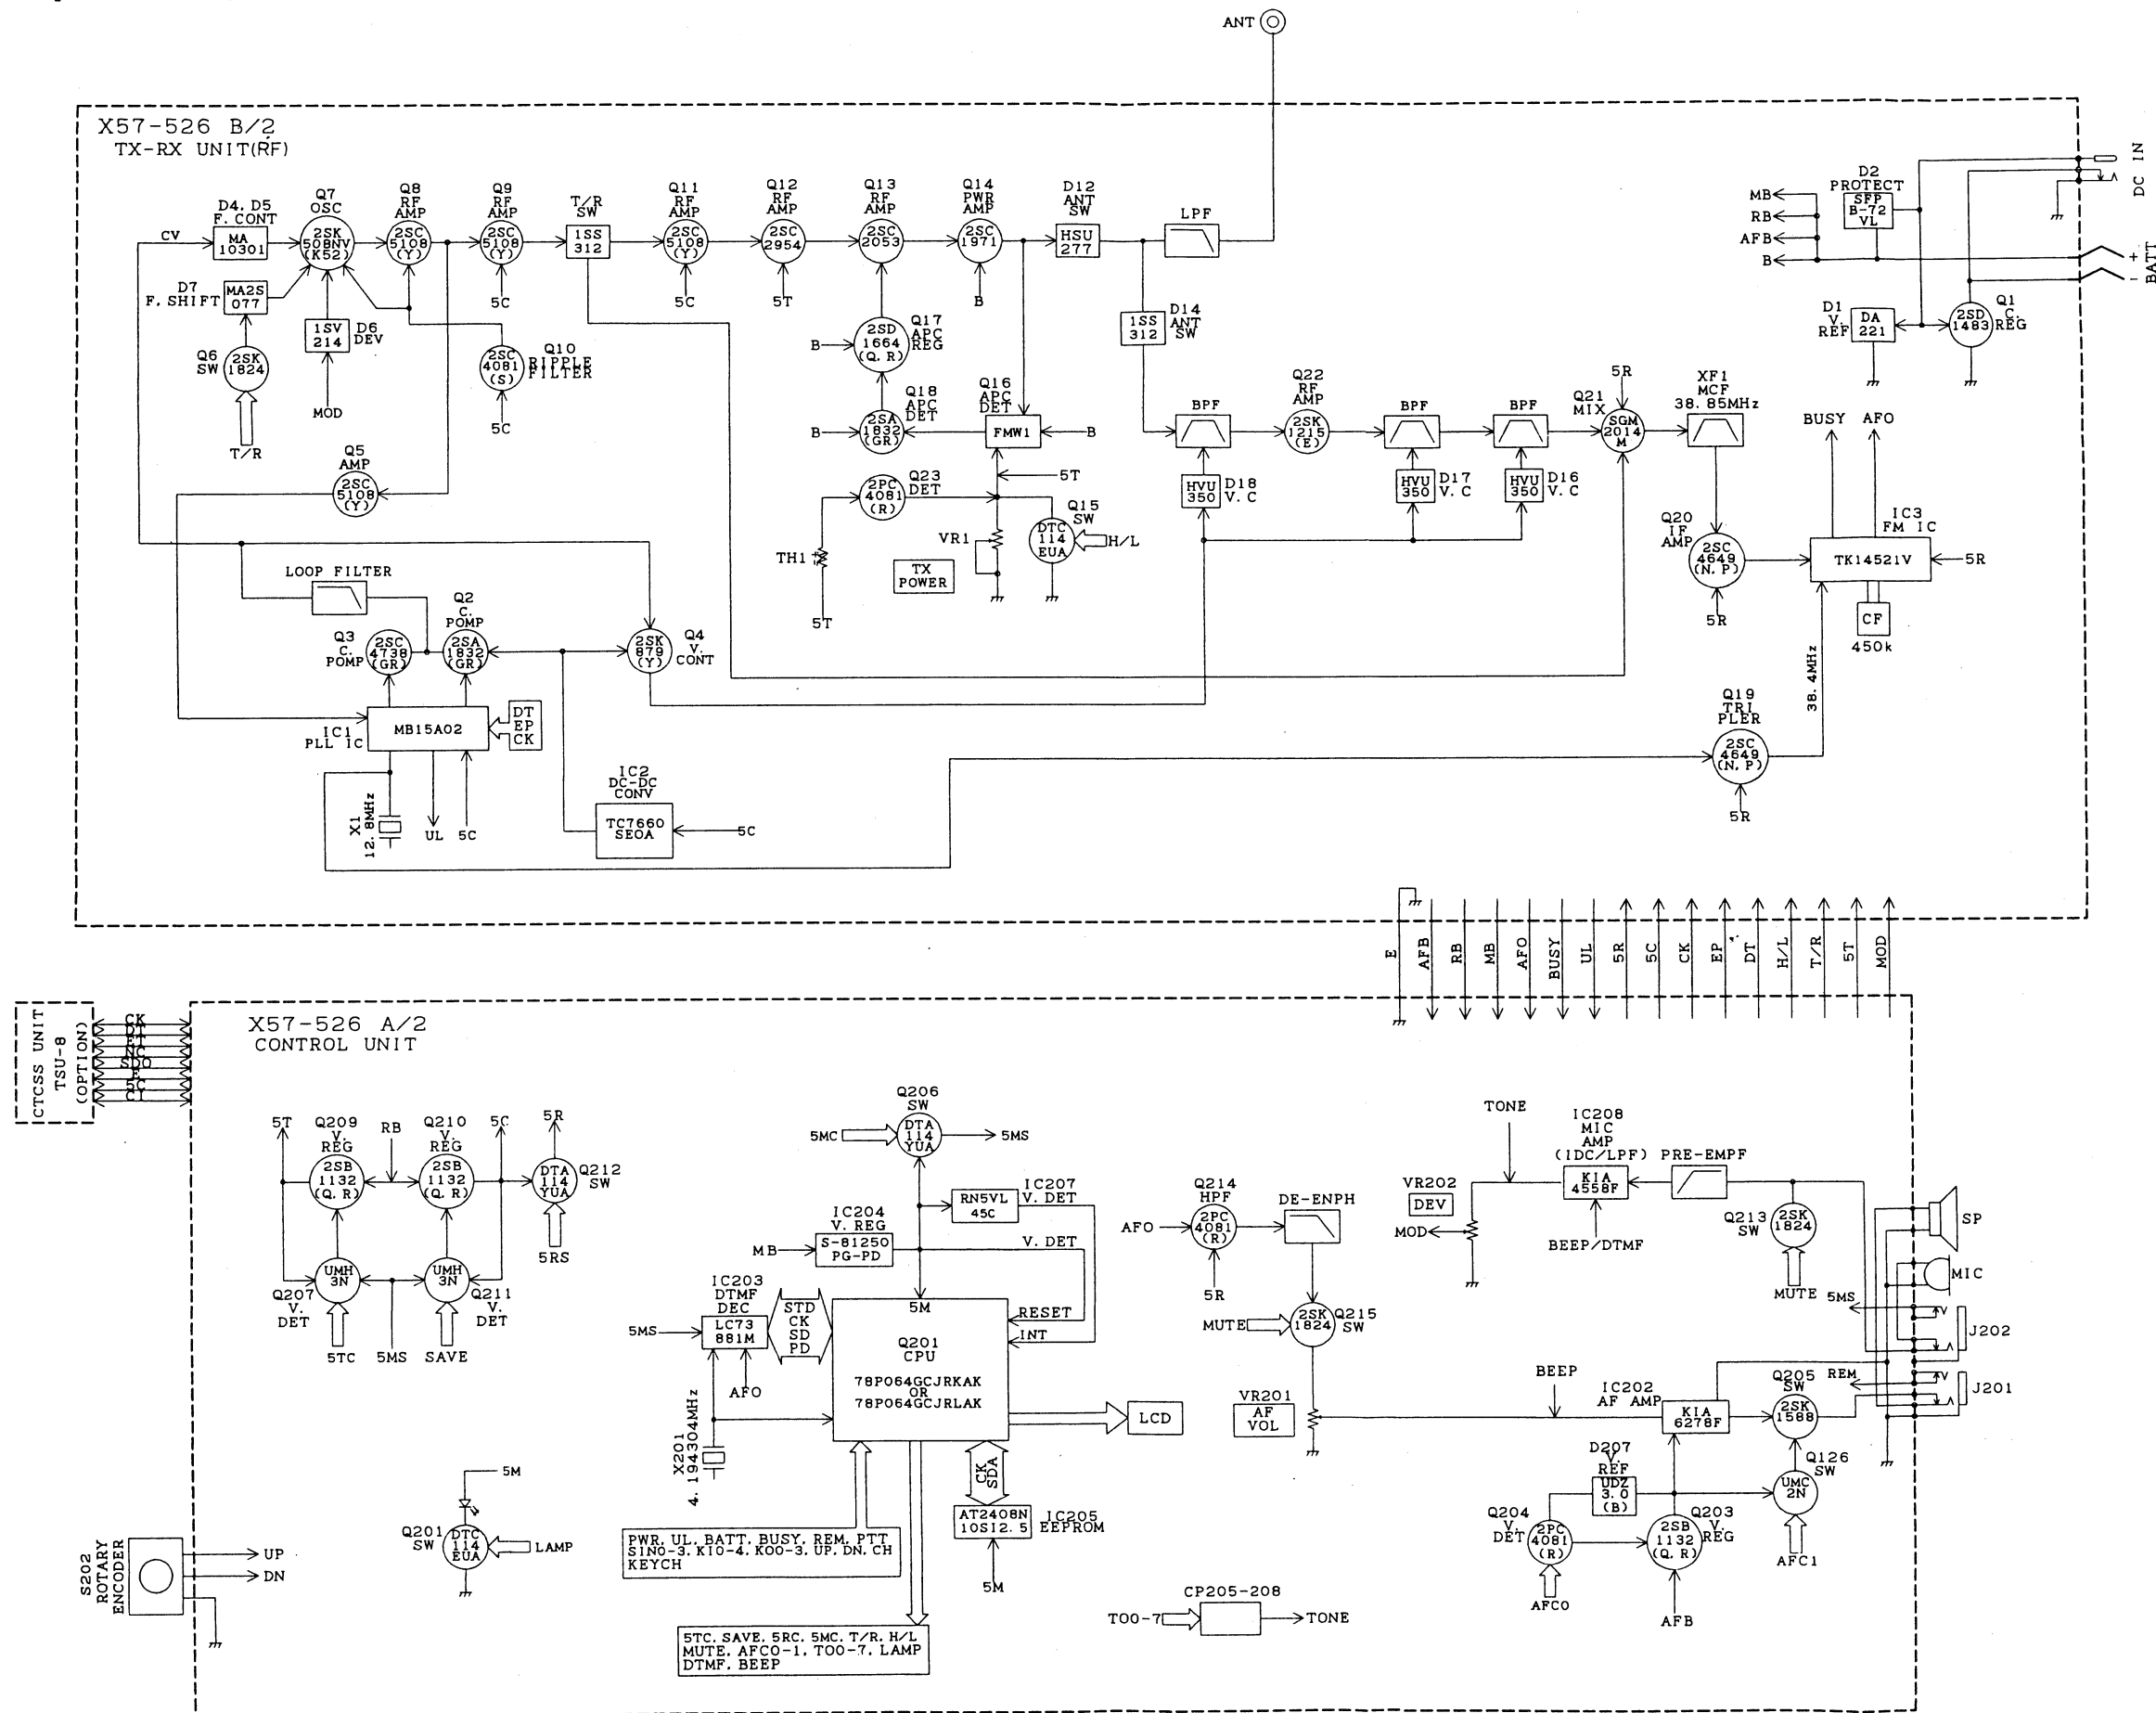 ANT
X57-526 B/2
TX-RX UNIT(RF)
DC IN
D2
PROTECT
SFP
B-72
VL
MB
RB
AFB
B
+
-
BATT
CV
D4, D5
F. CONT
MA
10301
Q7
OSC
2SK
508NV
(K52)
Q8
RF
AMP
2SC
5108
(Y)
Q9
RF
AMP
2SC
5108
(Y)
5C
T/R
SW
1SS
312
Q11
RF
AMP
2SC
5108
(Y)
5C
Q12
RF
AMP
2SC
2954
5T
Q13
RF
AMP
2SC
2053
Q14
PWR
AMP
2SC
1971
B
D12
ANT
SW
HSU
277
LPF
D7
F. SHIFT
MA2S
077
Q6
SW
2SK
1824
T/R
1SV
214
D6
DEV
MOD
2SC
4081
(S)
Q10
RIPPLE
FILTER
5C
B
2SD
1664
(Q. R)
Q17
APC
REG
B
2SA
1832
(GR)
Q18
APC
DET
Q16
APC
DET
FMW1
B
1SS
312
D14
ANT
SW
D1
V.
REF
DA
221
2SD
1483
Q1
C.
REG
BPF
Q22
RF
AMP
2SK
1215
(E)
BPF
BPF
5R
Q21
MIX
SGM
2014
M
XF1
MCF
38. 85MHz
BUSY
AFO
HVU
350
D18
V. C
HVU
350
D17
V. C
HVU
350
D16
V. C
Q5
AMP
2SC
5108
(Y)
2PC
4081
(R)
Q23
DET
5T
TH1
5T
VR1
TX
POWER
Q15
SW
DTC
114
EUA
H/L
Q20
IF
AMP
2SC
4649
(N. P)
5R
IC3
FM IC
TK14521V
5R
CF
450k
LOOP FILTER
Q3
C.
POMP
2SC
4738
(GR)
Q2
C.
POMP
2SA
1832
(GR)
2SK
879
(Y)
Q4
V.
CONT
IC1
PLL IC
MB15A02
DT
EP
CK
X1
12. 8MHz
UL
5C
IC2
DC-DC
CONV
TC7660
SEOA
5C
Q19
TRI
PLER
2SC
4649
(N. P)
5R
38. 4MHz
E
AFB
RB
MB
AFO
BUSY
UL
5R
5C
CK
EP
DT
H/L
T/R
5T
MOD
CTCSS UNIT
TSU-8
(OPTION)
CK
DT
NC
SDO
E
5C
CI
X57-526 A/2
CONTROL UNIT
5T
Q209
V.
REG
2SB
1132
(Q. R)
RB
Q210
V.
REG
2SB
1132
(Q. R)
5C
5R
DTA
114
YUA
Q212
SW
5RS
UMH
3N
Q207
V.
DET
5TC
5MS
UMH
3N
Q211
V.
DET
SAVE
Q206
SW
5MC
DTA
114
YUA
5MS
RN5VL
45C
IC207
V. DET
IC204
V. REG
MB
S-81250
PG-PD
V. DET
IC203
DTMF
DEC
5MS
LC73
881M
STD
CK
SD
PD
AFO
5M
RESET
INT
Q201
CPU
78P064GCJRKAK
OR
78P064GCJRLAK
LCD
X201
4. 194304MHz
CK
SDA
AT2408N
10SI2. 5
IC205
EEPROM
5M
PWR, UL, BATT, BUSY, REM, PTT
SIN0-3, KI0-4, KO0-3, UP, DN, CH
KEYCH
5TC, SAVE, 5RC, 5MC, T/R, H/L
MUTE, AFC0-1, TO0-7, LAMP
DTMF, BEEP
Q214
HPF
AFO
2PC
4081
(R)
5R
DE-ENPH
MUTE
2SK
1824
Q215
SW
VR201
AF
VOL
BEEP
TONE
IC208
MIC
AMP
(IDC/LPF)
KIA
4558F
PRE-EMPF
VR202
DEV
MOD
BEEP/DTMF
Q213
SW
2SK
1824
MUTE
SP
MIC
5MS
J202
REM
J201
IC202
AF AMP
KIA
6278F
Q205
SW
2SK
1588
D207
V.
REF
UDZ
3. 0
(B)
Q126
SW
UMC
2N
AFC1
Q204
V.
DET
2PC
4081
(R)
AFC0
2SB
1132
(Q. R)
Q203
V.
REG
AFB
5M
Q201
SW
DTC
114
EUA
LAMP
S202
ROTARY
ENCODER
UP
DN
CP205-208
TO0-7
TONE